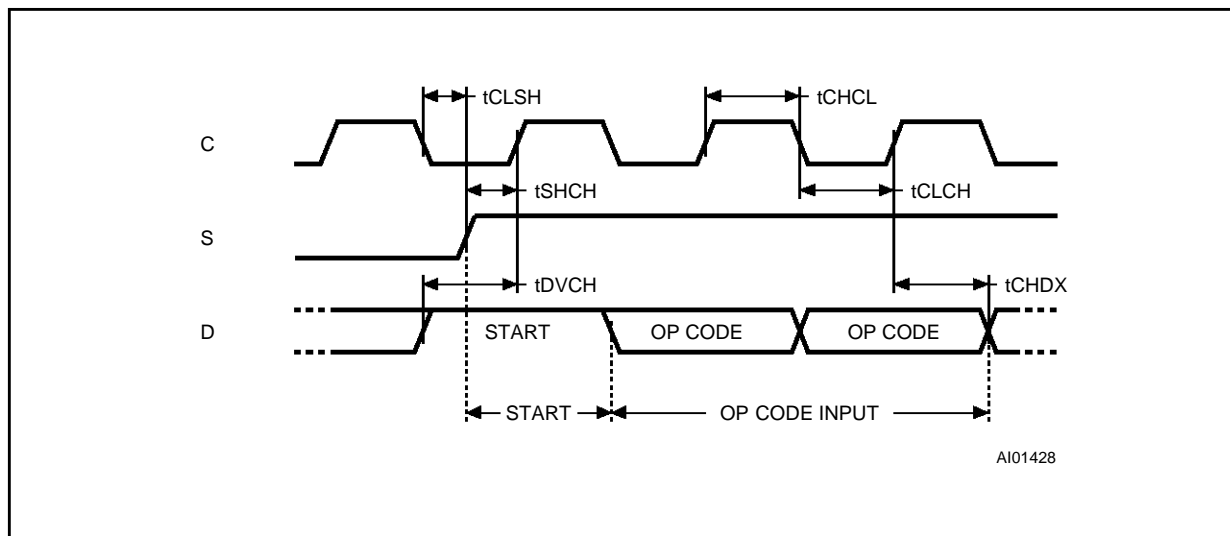 tCLSH
tCHCL
C
tSHCH
tCLCH
S
tDVCH
tCHDX
D
START
OP CODE
OP CODE
START
OP CODE INPUT
AI01428